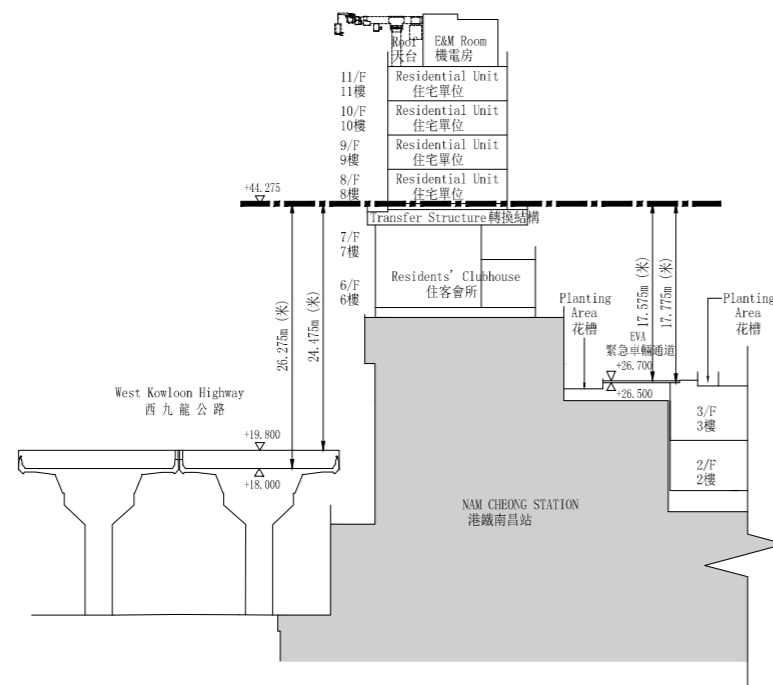 Roof
天台
E&M Room
機電房
11/F
11樓
Residential Unit
住宅單位
10/F
10樓
Residential Unit
住宅單位
9/F
9樓
Residential Unit
住宅單位
8/F
8樓
Residential Unit
住宅單位
+44.275
Transfer Structure 轉換結構
7/F
7樓
6/F
6樓
Residents' Clubhouse
住客會所
26.275m (米)
24.475m (米)
17.575m (米)
17.775m (米)
Planting
Area
花槽
EVA
緊急車輛通道
+26.700
+26.500
Planting
Area
花槽
3/F
3樓
2/F
2樓
West Kowloon Highway
西九龍公路
+19.800
+18.000
NAM CHEONG STATION
港鐵南昌站